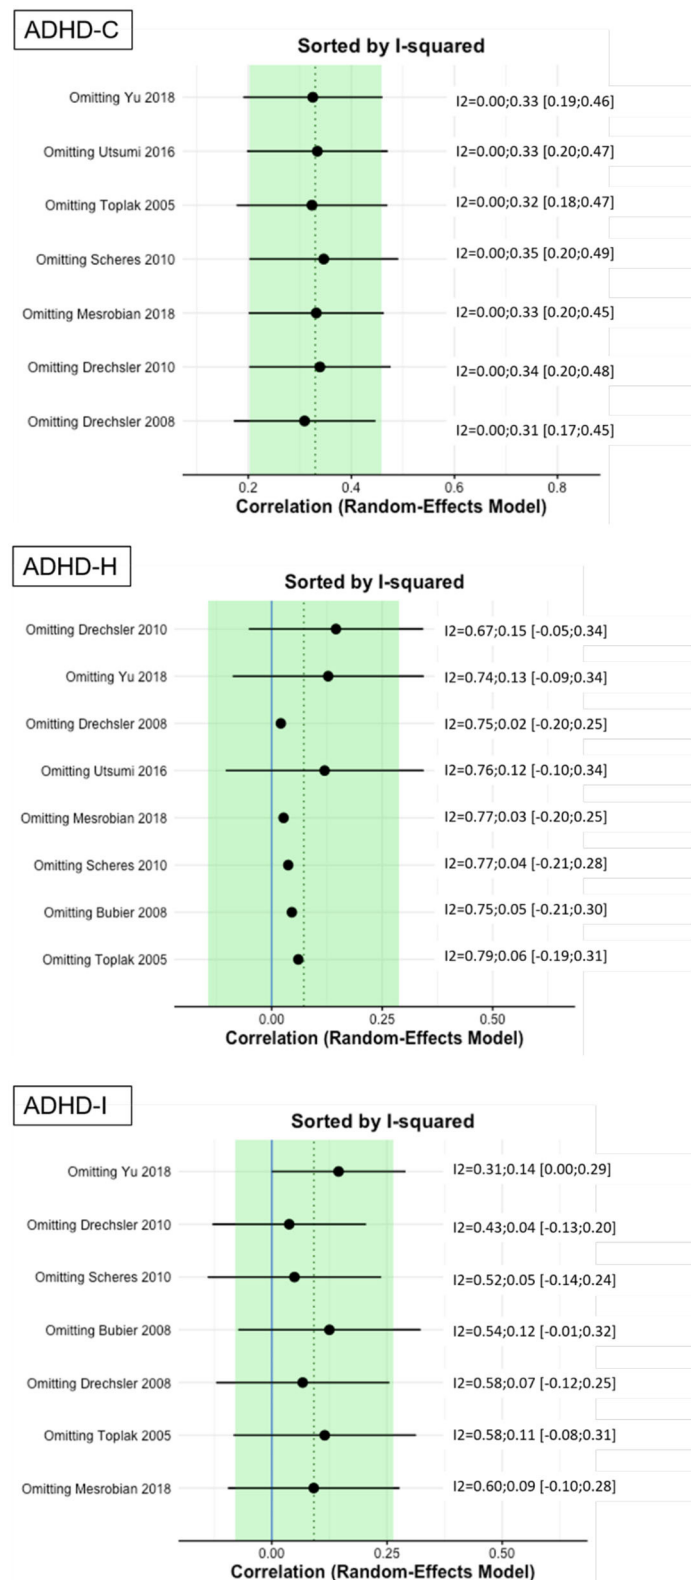 ADHD-C
Sorted by I-squared
Omitting Yu 2018 I2=0.00;0.33 [0.19;0.46]
Omitting Utsumi 2016 I2=0.00;0.33 [0.20;0.47]
Omitting Toplak 2005 I2=0.00;0.32 [0.18;0.47]
Omitting Scheres 2010 I2=0.00;0.35 [0.20;0.49]
Omitting Mesrobian 2018 I2=0.00;0.33 [0.20;0.45]
Omitting Drechsler 2010 I2=0.00;0.34 [0.20;0.48]
Omitting Drechsler 2008 I2=0.00;0.31 [0.17;0.45]
0.2 0.4 0.6 0.8
Correlation (Random-Effects Model)
ADHD-H
Sorted by I-squared
Omitting Drechsler 2010 I2=0.67;0.15 [-0.05;0.34]
Omitting Yu 2018 I2=0.74;0.13 [-0.09;0.34]
Omitting Drechsler 2008 I2=0.75;0.02 [-0.20;0.25]
Omitting Utsumi 2016 I2=0.76;0.12 [-0.10;0.34]
Omitting Mesrobian 2018 I2=0.77;0.03 [-0.20;0.25]
Omitting Scheres 2010 I2=0.77;0.04 [-0.21;0.28]
Omitting Bubier 2008 I2=0.75;0.05 [-0.21;0.30]
Omitting Toplak 2005 I2=0.79;0.06 [-0.19;0.31]
0.00 0.25 0.50
Correlation (Random-Effects Model)
ADHD-I
Sorted by I-squared
Omitting Yu 2018 I2=0.31;0.14 [0.00;0.29]
Omitting Drechsler 2010 I2=0.43;0.04 [-0.13;0.20]
Omitting Scheres 2010 I2=0.52;0.05 [-0.14;0.24]
Omitting Bubier 2008 I2=0.54;0.12 [-0.01;0.32]
Omitting Drechsler 2008 I2=0.58;0.07 [-0.12;0.25]
Omitting Toplak 2005 I2=0.58;0.11 [-0.08;0.31]
Omitting Mesrobian 2018 I2=0.60;0.09 [-0.10;0.28]
0.00 0.25 0.50
Correlation (Random-Effects Model)